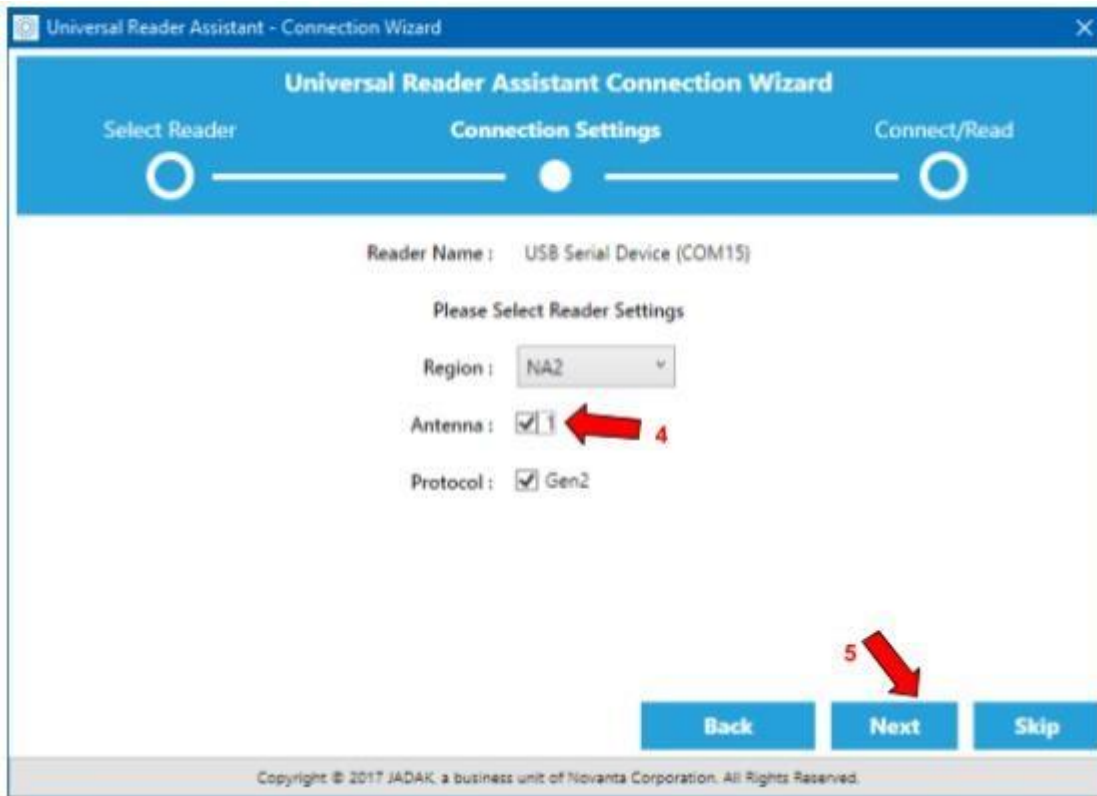 Universal Reader Assistant - Connection Wizard
Universal Reader Assistant Connection Wizard
Select Reader Connection Settings Connect/Read
Reader Name : USB Serial Device (COM15)
Please Select Reader Settings
Region : NA2
Antenna : 1 4
Protocol : Gen2
5
Back Next Skip
Copyright © 2017 JADAK, a business unit of Novanta Corporation. All Rights Reserved.